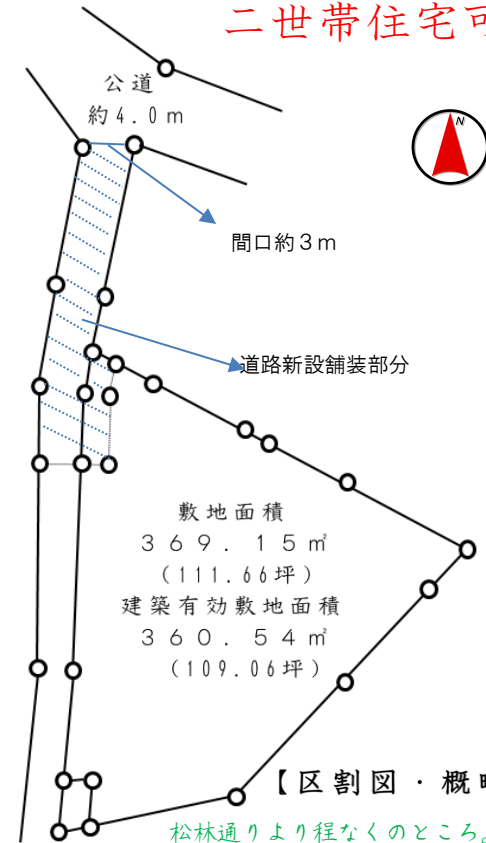 二世帯住宅可
公道
約4.0m
N
間口約3m
道路新設舗装部分
敷地面積
369.15㎡
(111.66坪)
建築有効敷地面積
360.54㎡
(109.06坪)
【区割図・概略
松林通りより程なくのところ。